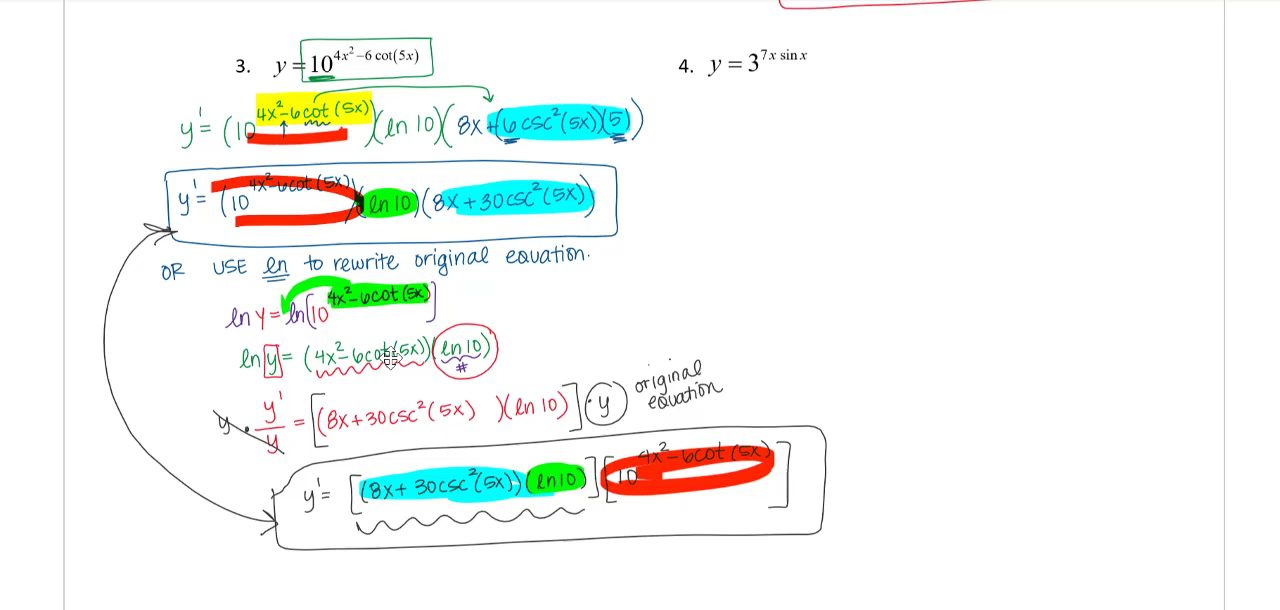 3. y = 10^{4x² − 6 cot(5x)}
4. y = 3^{7x sin x}
y' = (10^{4x²-6cot(5x)})(ln 10)(8x+(6csc²(5x))(5))
y' = (10^{4x²-6cot(5x)})(ln 10)(8x+30csc²(5x))
OR USE ln to rewrite original equation.
ln y = ln[10^{4x²-6cot(5x)}]
ln y = (4x²-6cot(5x))(ln 10)
#
y · y'/y = [(8x+30csc²(5x) )(ln 10)] · y original equation
y' = [(8x+30csc²(5x))(ln 10)][10^{4x²-6cot(5x)}]